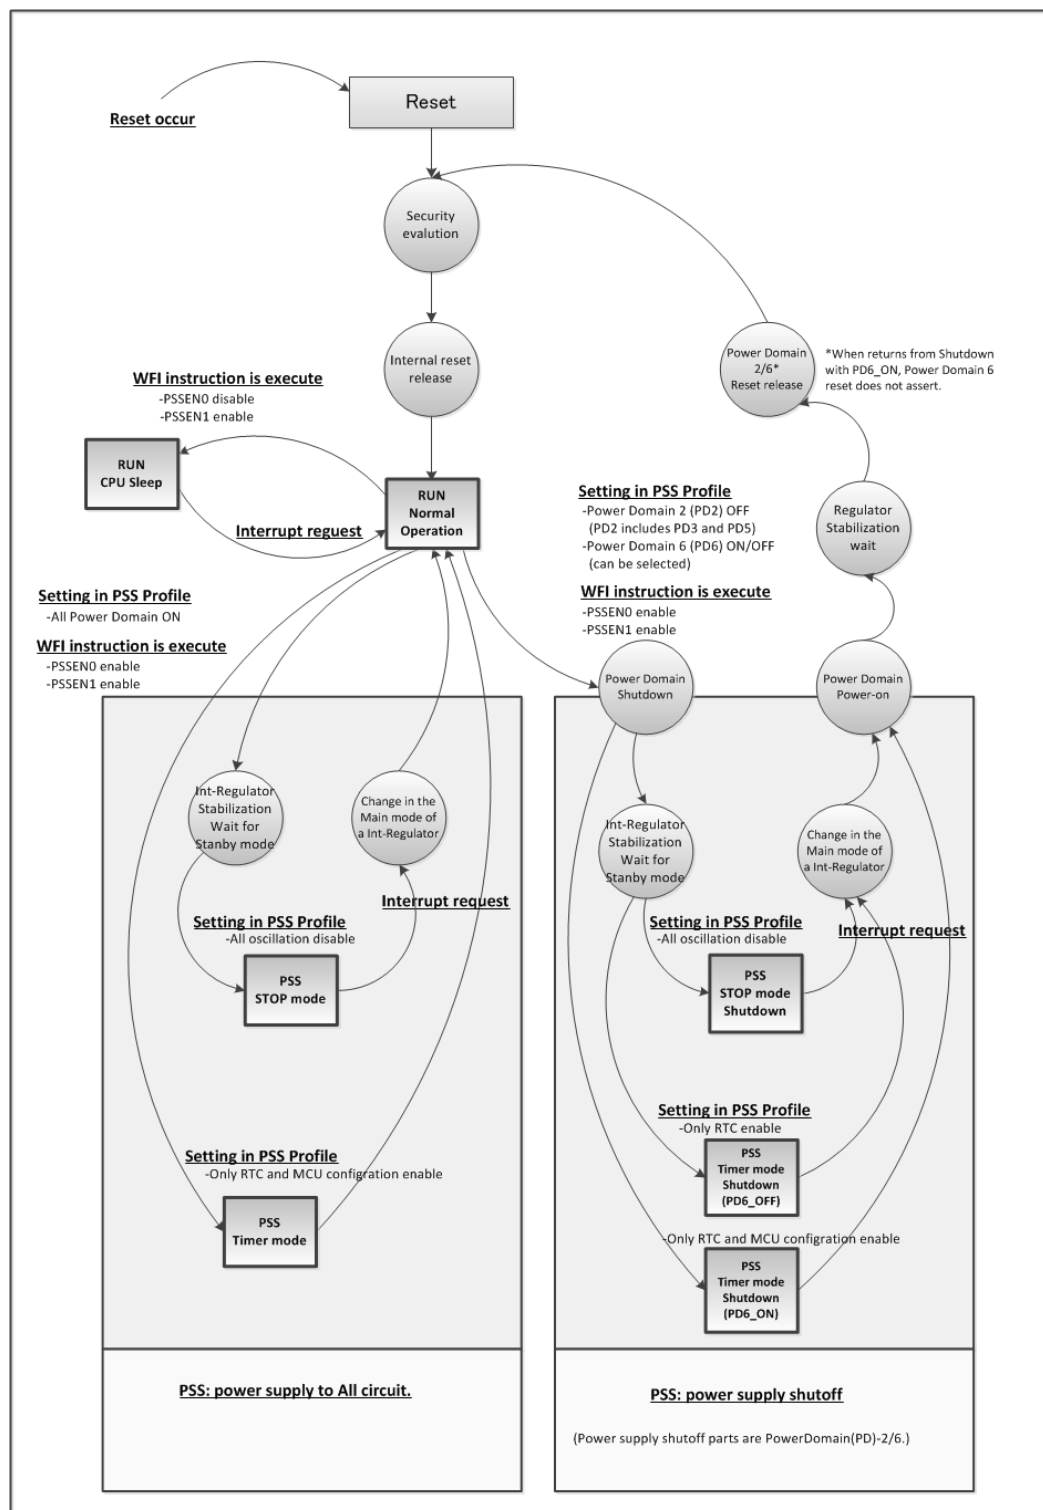 Reset
Reset occur
Security
evalution
Internal reset
release
Power Domain
2/6*
Reset release
*When returns from Shutdown
with PD6_ON, Power Domain 6
reset does not assert.
WFI instruction is execute
-PSSEN0 disable
-PSSEN1 enable
RUN
CPU Sleep
Interrupt reguest
RUN
Normal
Operation
Setting in PSS Profile
-Power Domain 2 (PD2) OFF
(PD2 includes PD3 and PD5)
-Power Domain 6 (PD6) ON/OFF
(can be selected)
WFI instruction is execute
-PSSEN0 enable
-PSSEN1 enable
Regulator
Stabilization
wait
Setting in PSS Profile
-All Power Domain ON
WFI instruction is execute
-PSSEN0 enable
-PSSEN1 enable
Power Domain
Shutdown
Power Domain
Power-on
Int-Regulator
Stabilization
Wait for
Stanby mode
Change in the
Main mode of
a Int-Regulator
Interrupt request
Setting in PSS Profile
-All oscillation disable
PSS
STOP mode
Setting in PSS Profile
-Only RTC and MCU configration enable
PSS
Timer mode
Int-Regulator
Stabilization
Wait for
Stanby mode
Change in the
Main mode of
a Int-Regulator
Setting in PSS Profile
-All oscillation disable
Interrupt request
PSS
STOP mode
Shutdown
Setting in PSS Profile
-Only RTC enable
PSS
Timer mode
Shutdown
(PD6_OFF)
-Only RTC and MCU configration enable
PSS
Timer mode
Shutdown
(PD6_ON)
PSS: power supply to All circuit.
PSS: power supply shutoff
(Power supply shutoff parts are PowerDomain(PD)-2/6.)